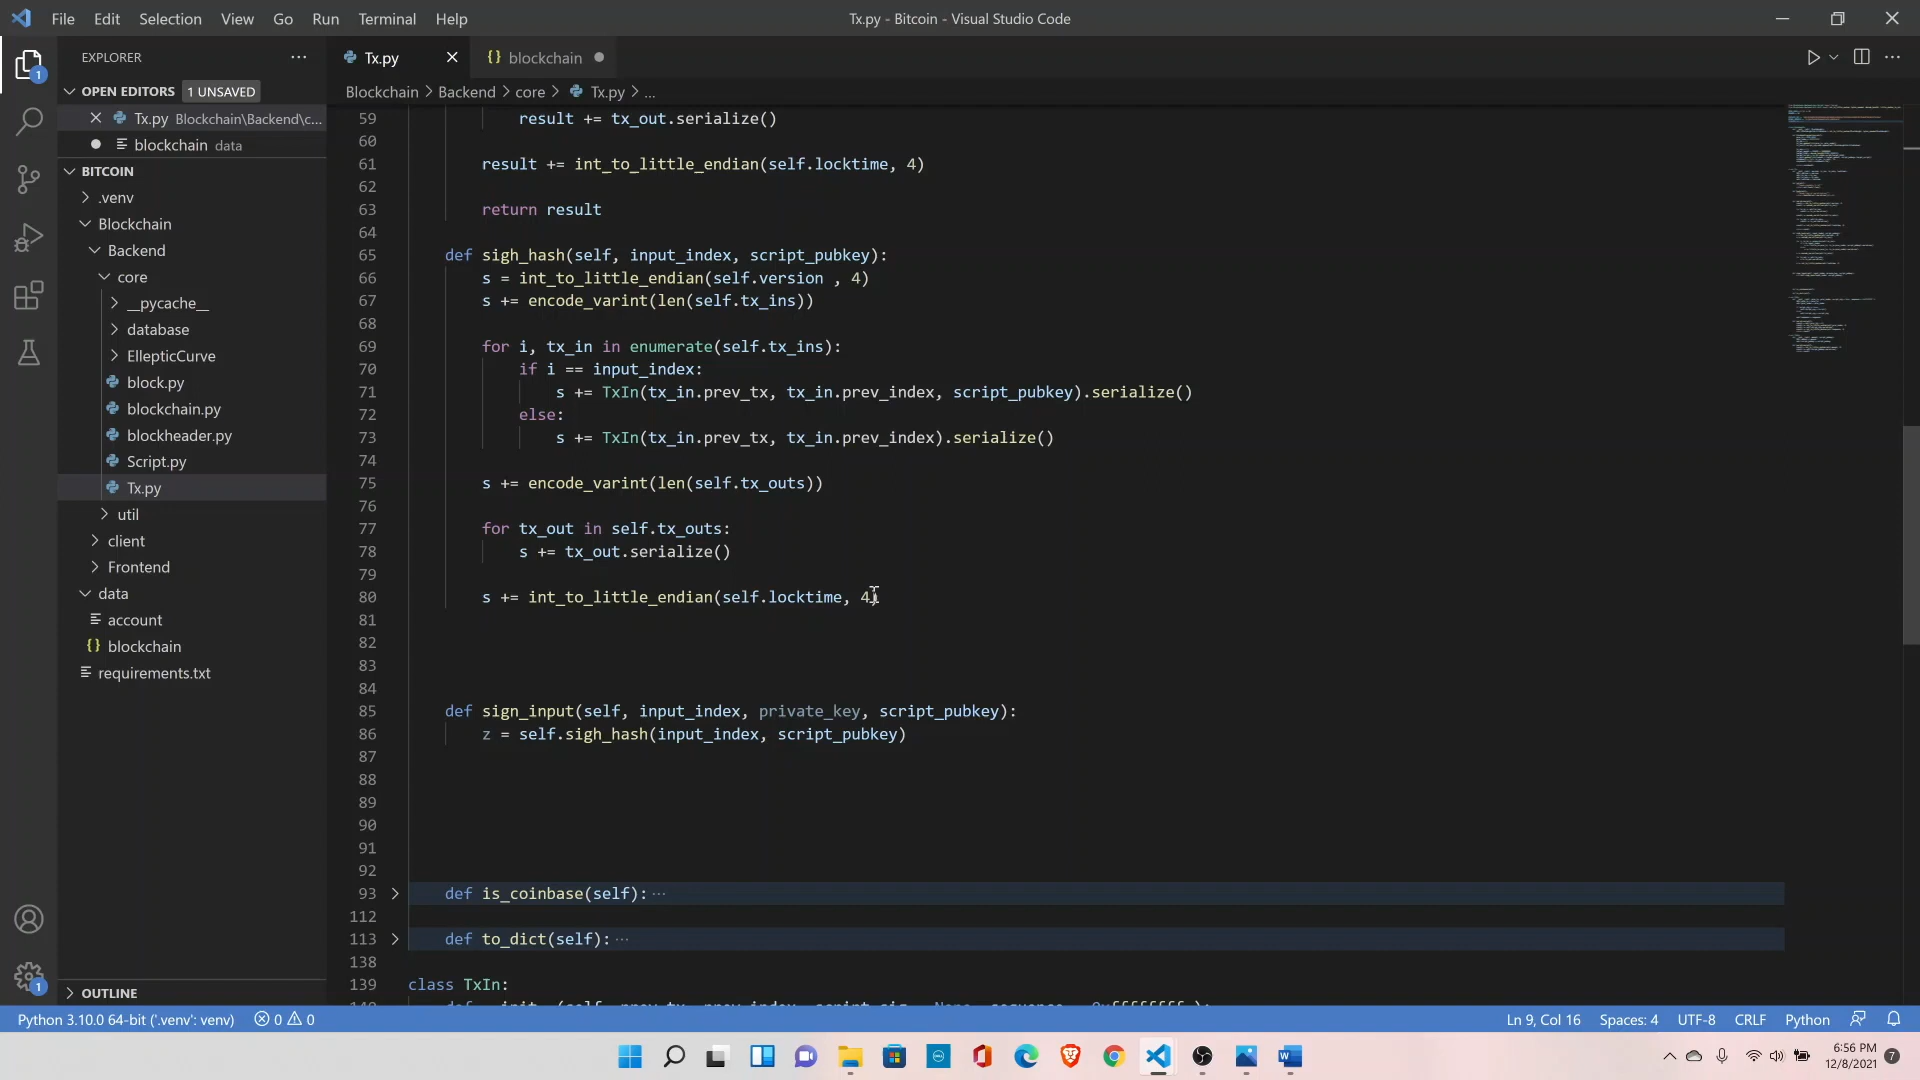 File Edit Selection View Go Run Terminal Help
Tx.py - Bitcoin - Visual Studio Code
EXPLORER
Tx.py
blockchain
OPEN EDITORS 1 UNSAVED
Tx.py Blockchain\Backend\c...
blockchain data
BITCOIN
.venv
Blockchain
Backend
core
__pycache__
database
EllepticCurve
block.py
blockchain.py
blockheader.py
Script.py
Tx.py
util
client
Frontend
data
account
blockchain
requirements.txt
OUTLINE
Blockchain > Backend > core > Tx.py > ...
59 result += tx_out.serialize()
60
61 result += int_to_little_endian(self.locktime, 4)
62
63 return result
64
65 def sigh_hash(self, input_index, script_pubkey):
66 s = int_to_little_endian(self.version , 4)
67 s += encode_varint(len(self.tx_ins))
68
69 for i, tx_in in enumerate(self.tx_ins):
70 if i == input_index:
71 s += TxIn(tx_in.prev_tx, tx_in.prev_index, script_pubkey).serialize()
72 else:
73 s += TxIn(tx_in.prev_tx, tx_in.prev_index).serialize()
74
75 s += encode_varint(len(self.tx_outs))
76
77 for tx_out in self.tx_outs:
78 s += tx_out.serialize()
79
80 s += int_to_little_endian(self.locktime, 4)
81
82
83
84
85 def sign_input(self, input_index, private_key, script_pubkey):
86 z = self.sigh_hash(input_index, script_pubkey)
87
88
89
90
91
92
93 def is_coinbase(self): ...
112
113 def to_dict(self): ...
138
139 class TxIn:
Python 3.10.0 64-bit ('.venv': venv) 0 0
Ln 9, Col 16 Spaces: 4 UTF-8 CRLF Python
6:56 PM
12/8/2021
7